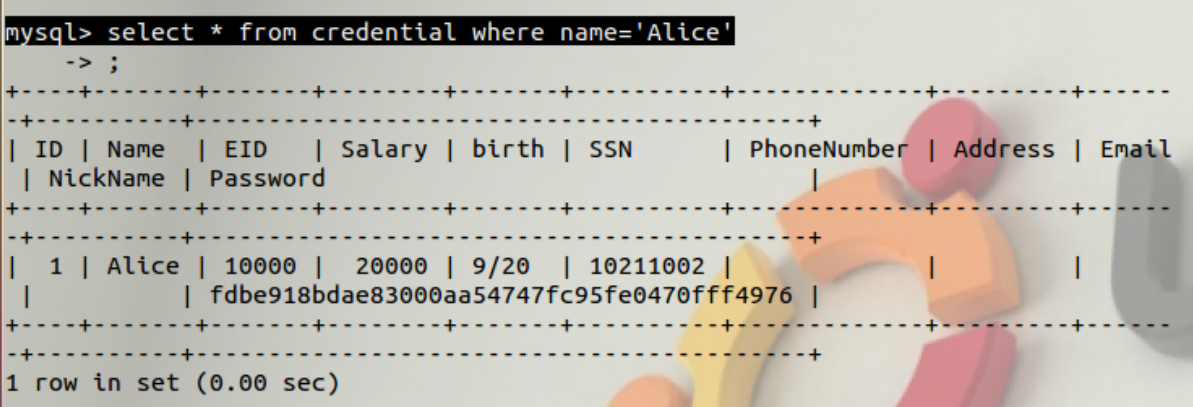 mysql> select * from credential where name='Alice'
    -> ;
+----+-------+-------+--------+-------+----------+-------------+---------+------
-+----------+------------------------------------------+
| ID | Name  | EID   | Salary | birth | SSN      | PhoneNumber | Address | Email
 | NickName | Password                                 |
+----+-------+-------+--------+-------+----------+-------------+---------+------
-+----------+------------------------------------------+
|  1 | Alice | 10000 |  20000 | 9/20  | 10211002 |             |         |
 |          | fdbe918bdae83000aa54747fc95fe0470fff4976 |
+----+-------+-------+--------+-------+----------+-------------+---------+------
-+----------+------------------------------------------+
1 row in set (0.00 sec)